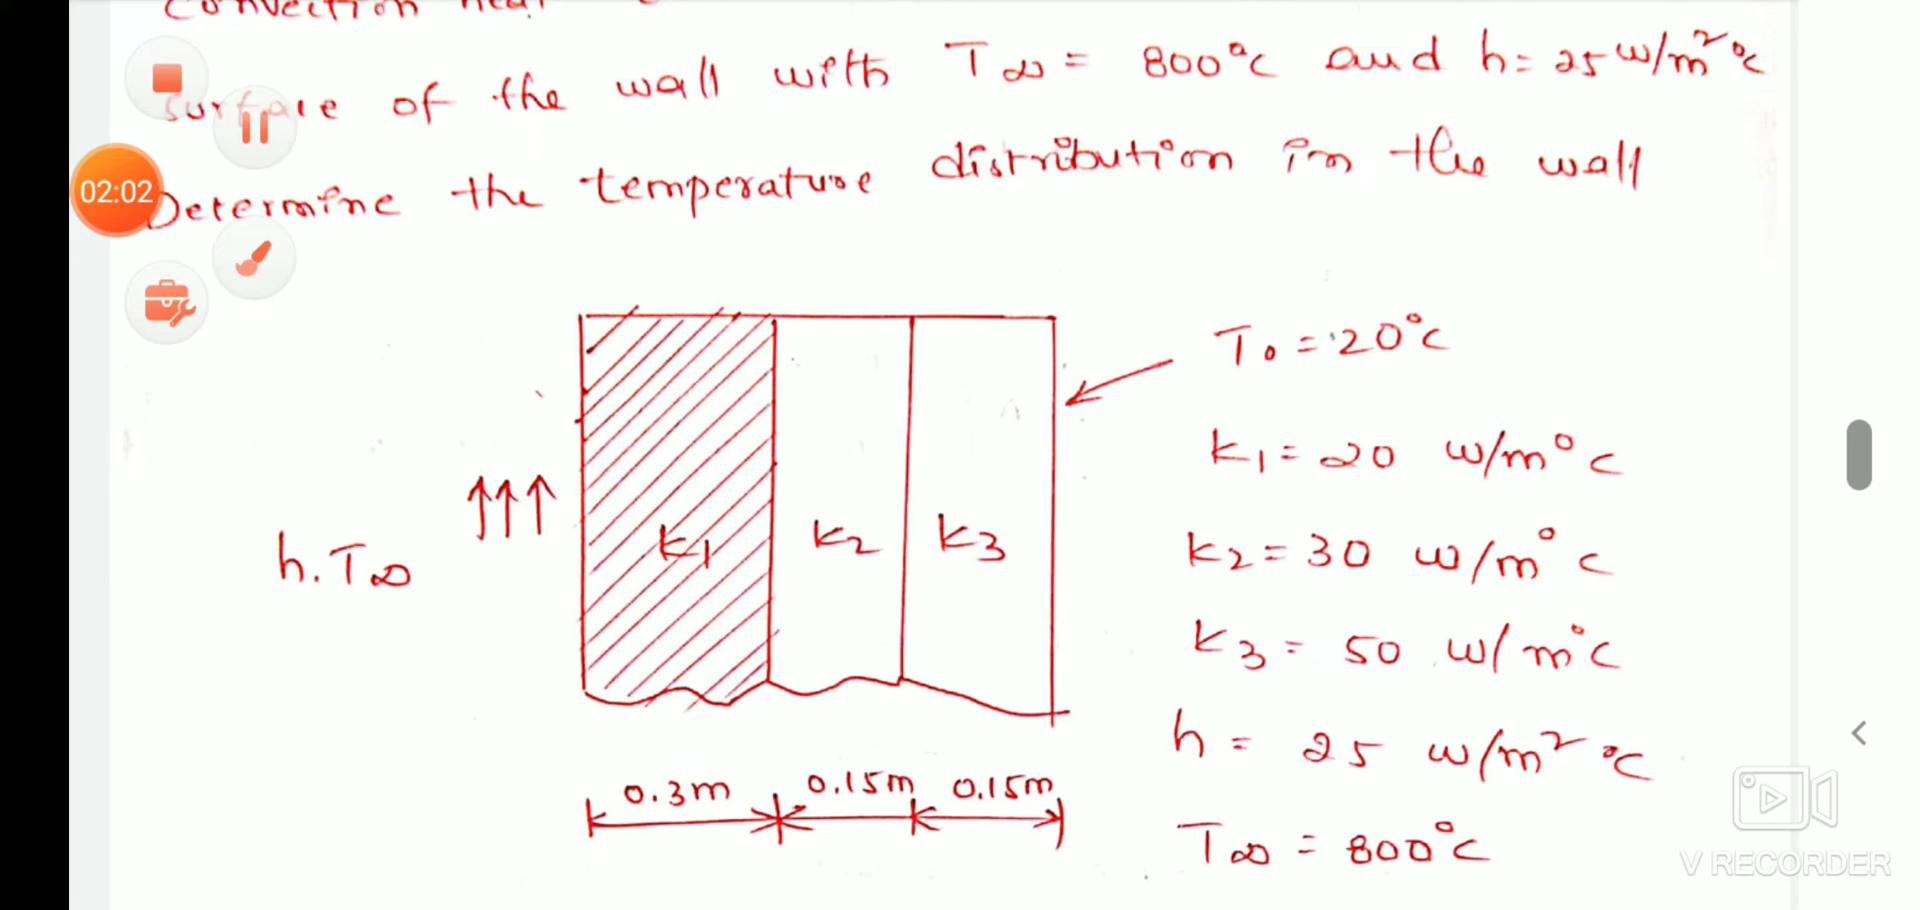 surface of the wall with T∞ = 800°C and h = 25 W/m² °C
02:02
Determine the temperature distribution in the wall
T₀ = 20°C
K₁ = 20 W/m°C
K₁ K₂ K₃
K₂ = 30 W/m°C
h. T∞
K₃ = 50 W/m°C
h = 25 W/m² °C
0.3m 0.15m 0.15m
T∞ = 800°C
V RECORDER